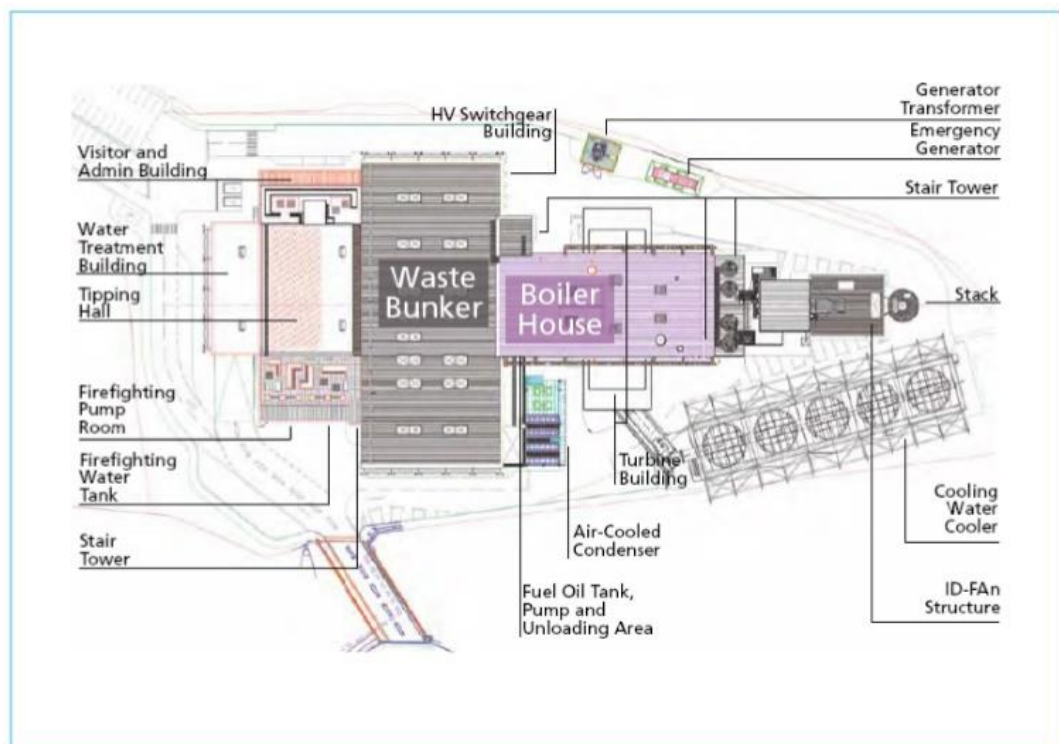 Generator
Transformer
HV Switchgear
Building
Emergency
Generator
Visitor and
Admin Building
Stair Tower
Water
Treatment
Building
Waste
Bunker
Boiler
House
Tipping
Hall
Stack
Firefighting
Pump
Room
Firefighting
Water
Tank
Turbine
Building
Cooling
Water
Cooler
Stair
Tower
Air-Cooled
Condenser
Fuel Oil Tank,
Pump and
Unloading Area
ID-FAn
Structure